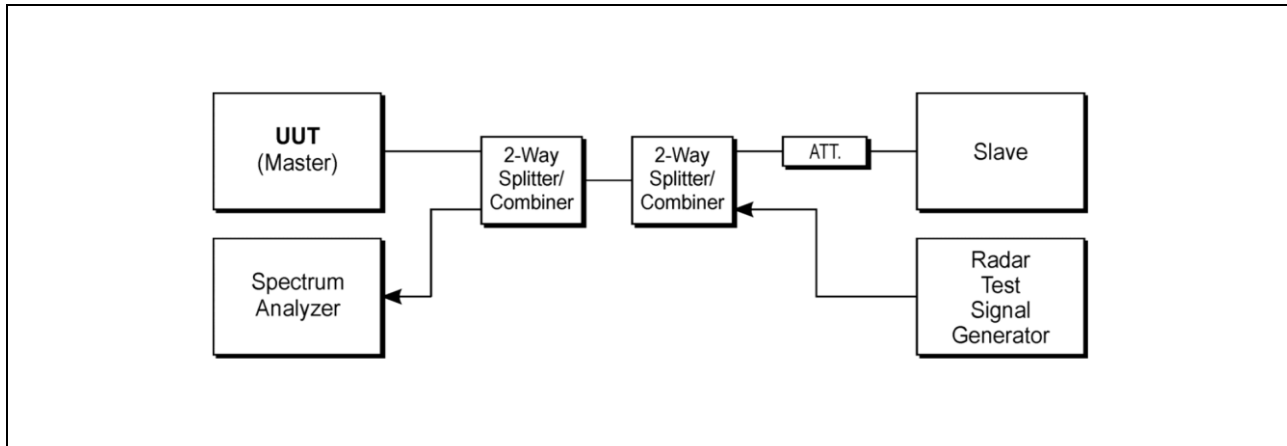 UUT
(Master)
2-Way
Splitter/
Combiner
2-Way
Splitter/
Combiner
ATT.
Slave
Spectrum
Analyzer
Radar
Test
Signal
Generator